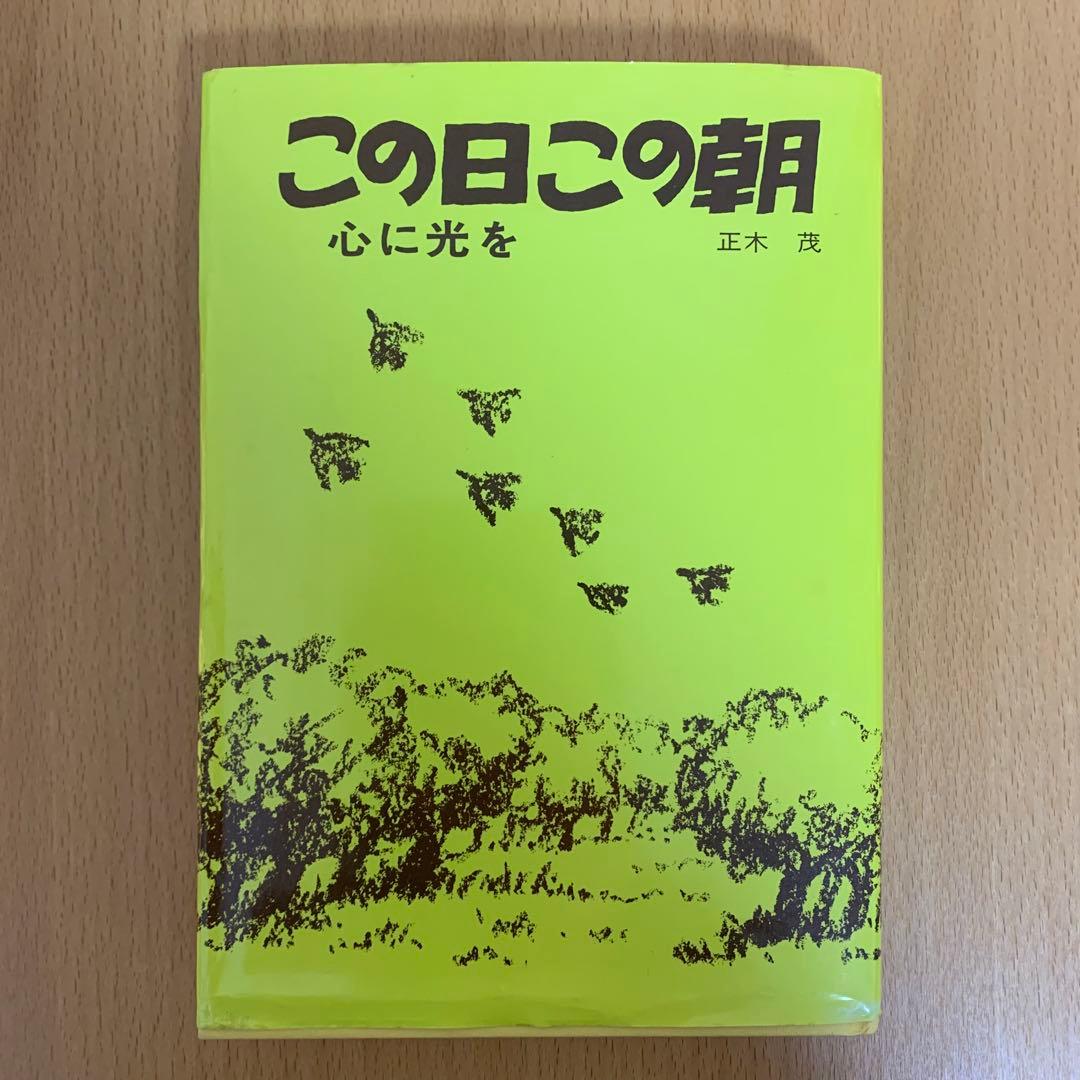 この日この朝
心に光を
正木 茂